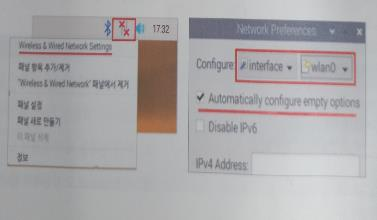 17:32
Wireless & Wired Network Settings
패널 항목 추가/제거
"Wireless & Wired Network" 패널에서 제거
패널 설정
패널 새로 만들기
이 패널 삭제
정보
Network Preferences
Configure: interface wlan0
Automatically configure empty options
Disable IPv6
IPv4 Address: